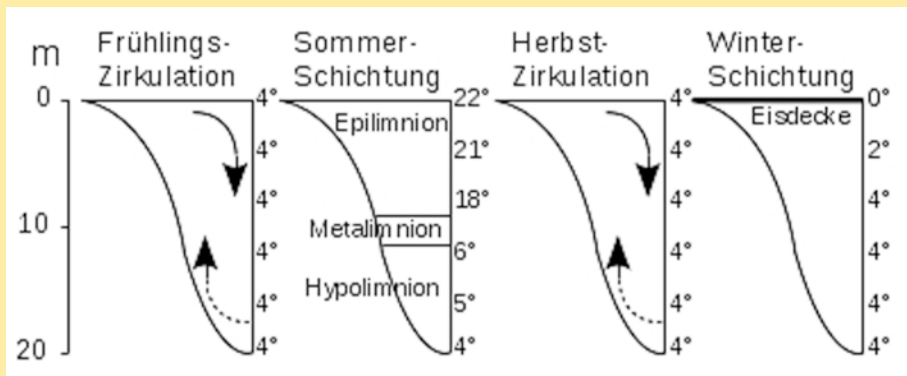 m
Frühlings-
Zirkulation
Sommer-
Schichtung
Herbst-
Zirkulation
Winter-
Schichtung
0
10
20
4°
4°
4°
4°
4°
4°
Epilimnion
Metalimnion
Hypolimnion
22°
21°
18°
6°
5°
4°
4°
4°
4°
4°
4°
4°
Eisdecke
0°
2°
4°
4°
4°
4°